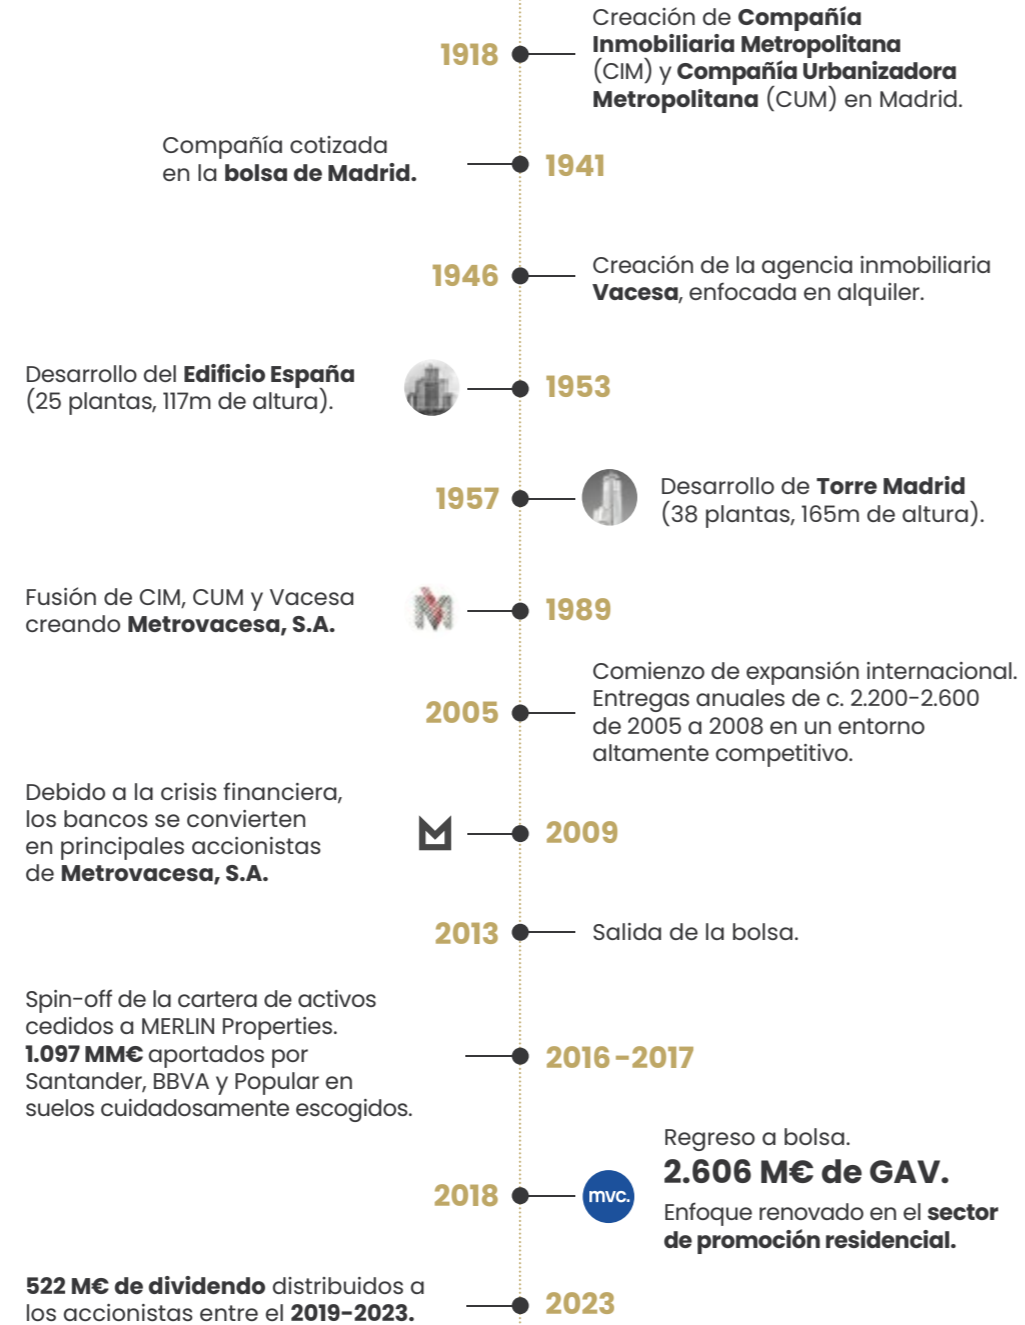 1918
Creación de Compañía
Inmobiliaria Metropolitana
(CIM) y Compañía Urbanizadora
Metropolitana (CUM) en Madrid.
Compañía cotizada
en la bolsa de Madrid.
1941
1946
Creación de la agencia inmobiliaria
Vacesa, enfocada en alquiler.
Desarrollo del Edificio España
(25 plantas, 117m de altura).
1953
1957
Desarrollo de Torre Madrid
(38 plantas, 165m de altura).
Fusión de CIM, CUM y Vacesa
creando Metrovacesa, S.A.
1989
2005
Comienzo de expansión internacional.
Entregas anuales de c. 2.200-2.600
de 2005 a 2008 en un entorno
altamente competitivo.
Debido a la crisis financiera,
los bancos se convierten
en principales accionistas
de Metrovacesa, S.A.
2009
2013
Salida de la bolsa.
Spin-off de la cartera de activos
cedidos a MERLIN Properties.
1.097 MM€ aportados por
Santander, BBVA y Popular en
suelos cuidadosamente escogidos.
2016-2017
2018
mvc.
Regreso a bolsa.
2.606 M€ de GAV.
Enfoque renovado en el sector
de promoción residencial.
522 M€ de dividendo distribuidos a
los accionistas entre el 2019-2023.
2023